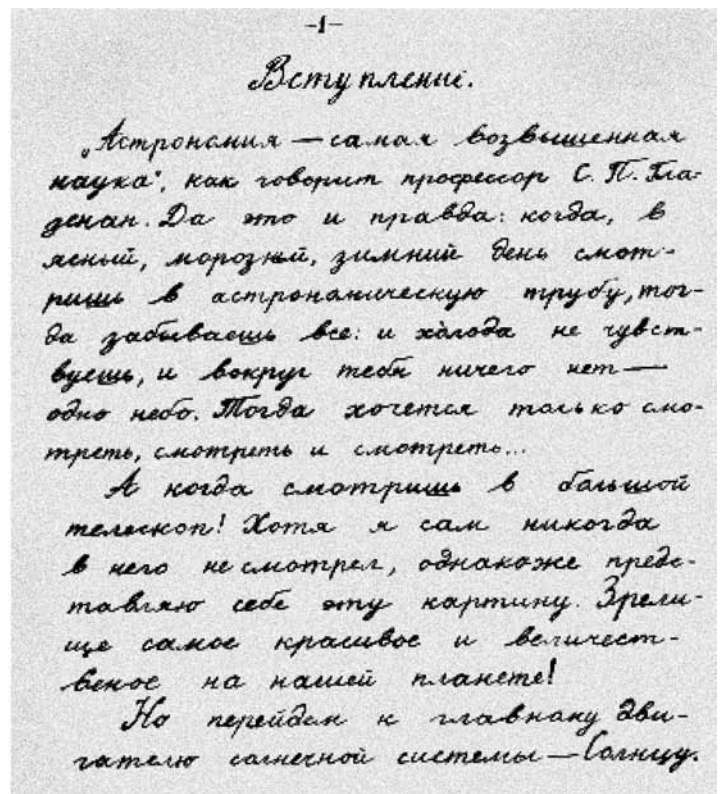 -1-
Вступление.
„Астрономия — самая возвышенная
наука", как говорит профессор С. П. Гла-
зенап. Да это и правда: когда, в
ясный, морозный, зимний день смот-
ришь в астрономическую трубу, тог-
да забываешь все: и холода не чувст-
вуешь, и вокруг тебя ничего нет —
одно небо. Тогда хочется только смо-
треть, смотреть и смотреть...
А когда смотришь в большой
телескоп! Хотя я сам никогда
в него не смотрел, однакоже предс-
тавляю себе эту картину. Зрели-
ще самое красивое и величест-
веное на нашей планете!
Но перейдем к главному дви-
гателю солнечной системы — Солнцу.